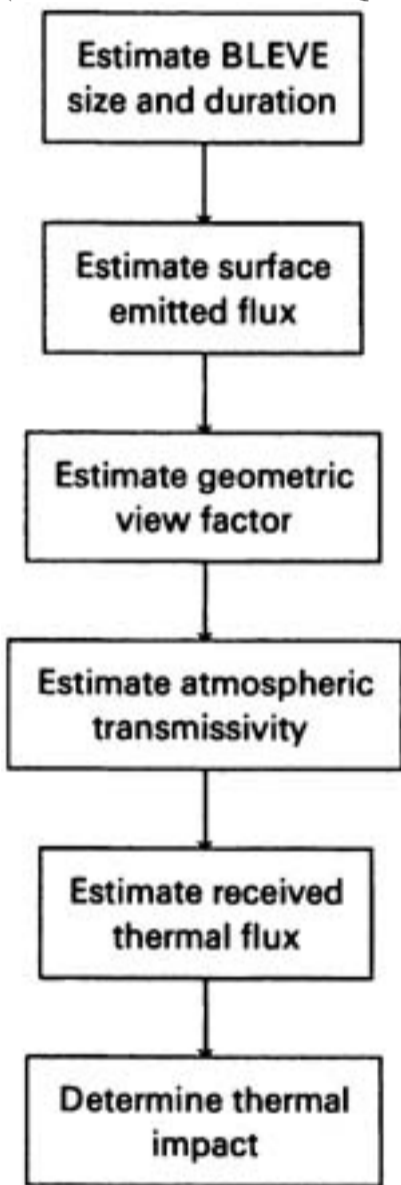 Estimate BLEVE
size and duration
Estimate surface
emitted flux
Estimate geometric
view factor
Estimate atmospheric
transmissivity
Estimate received
thermal flux
Determine thermal
impact